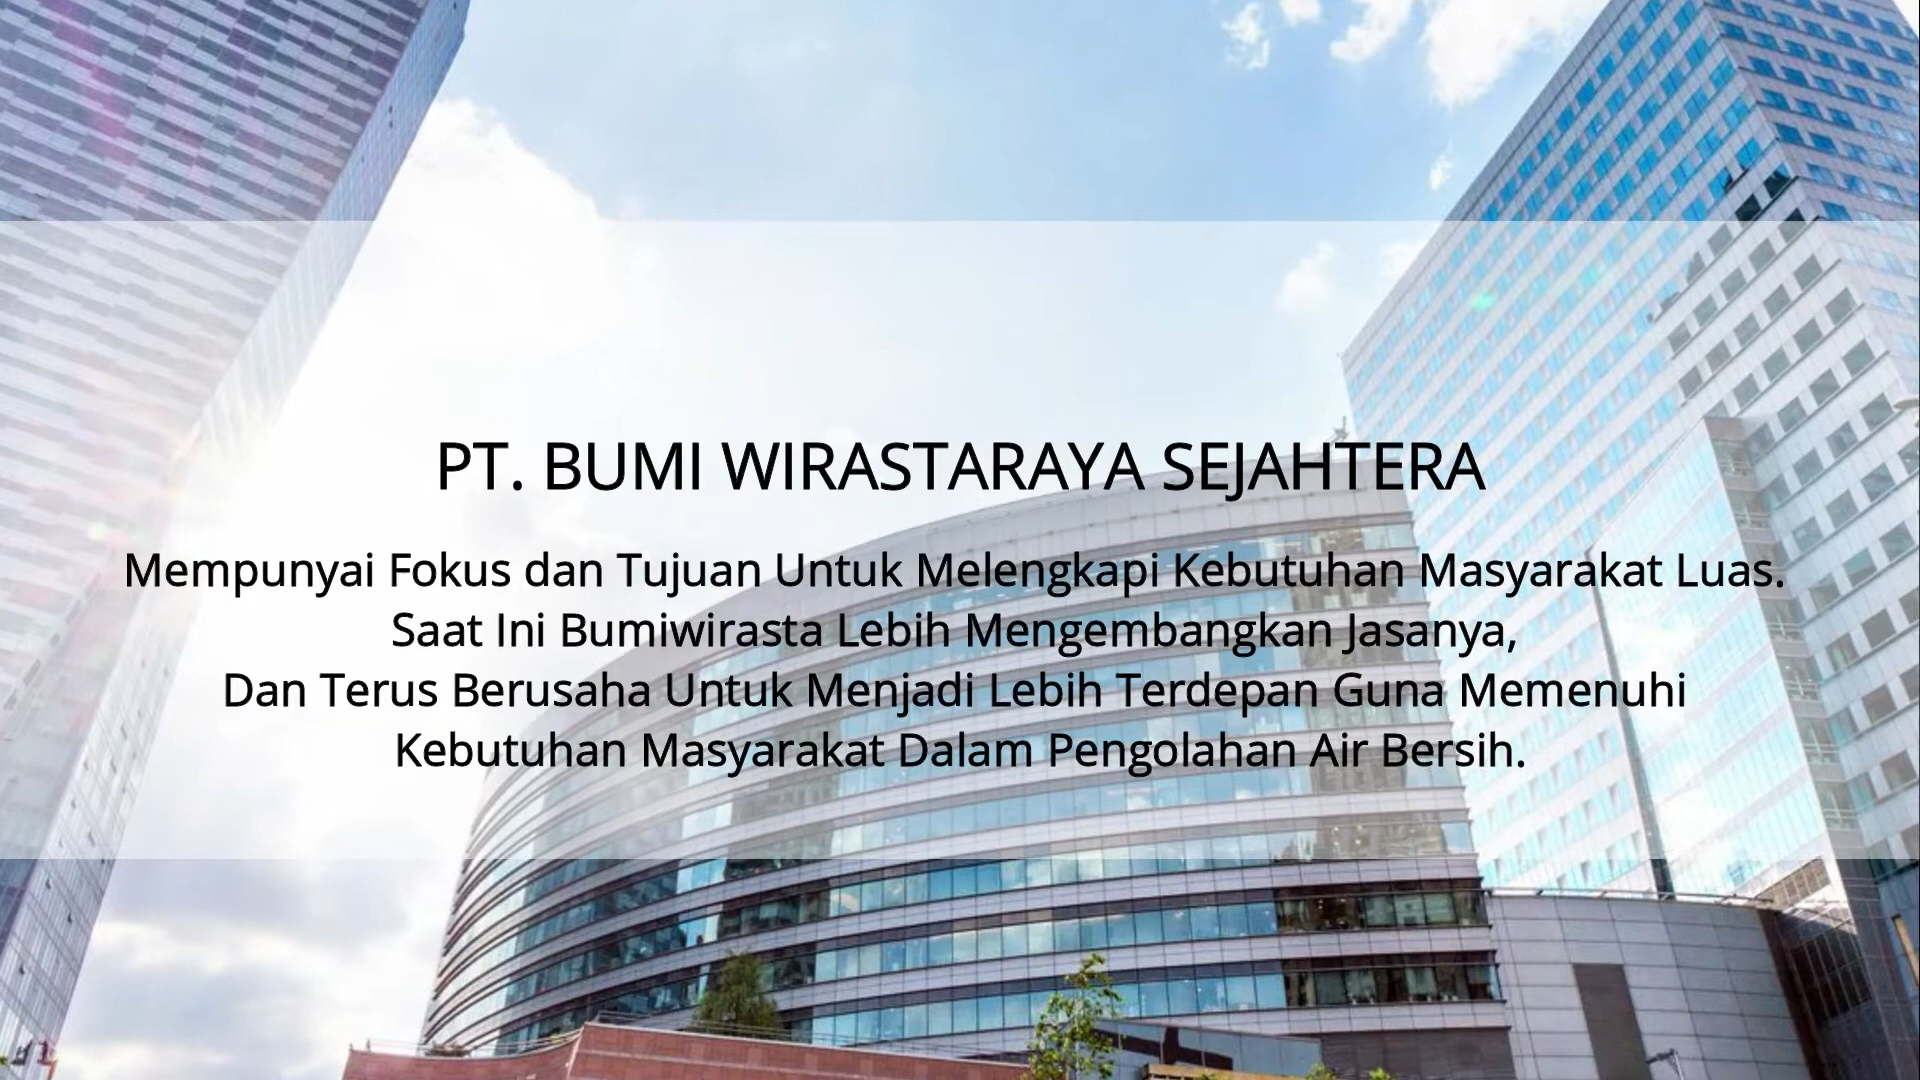 PT. BUMI WIRASTARAYA SEJAHTERA
Mempunyai Fokus dan Tujuan Untuk Melengkapi Kebutuhan Masyarakat Luas.
Saat Ini Bumiwirasta Lebih Mengembangkan Jasanya,
Dan Terus Berusaha Untuk Menjadi Lebih Terdepan Guna Memenuhi
Kebutuhan Masyarakat Dalam Pengolahan Air Bersih.